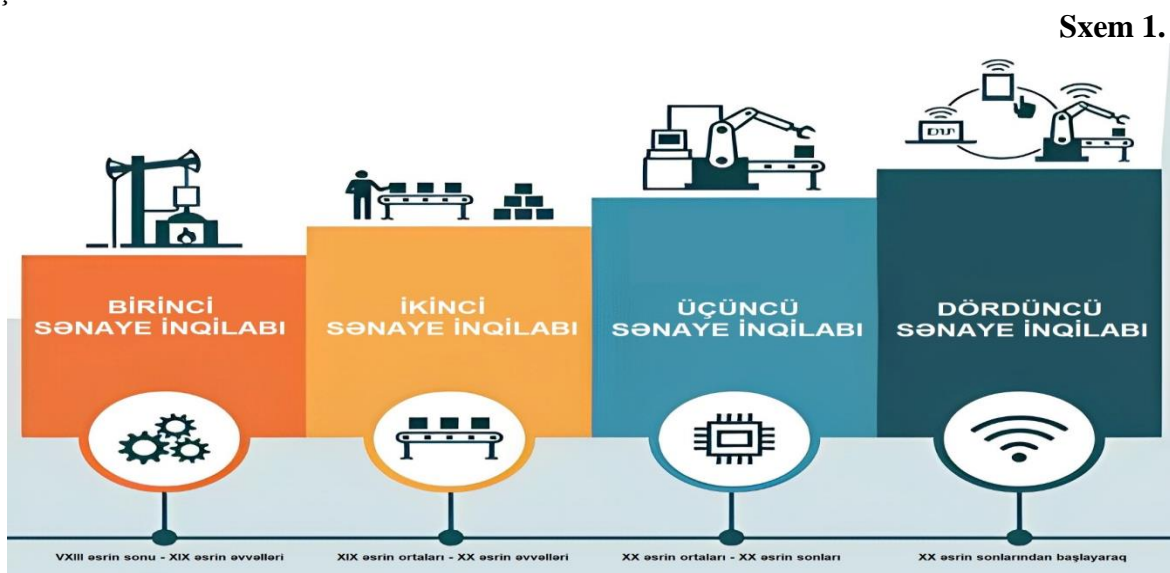 Sxem 1.
BİRİNCİ
SƏNAYE İNQİLABI
İKİNCİ
SƏNAYE İNQİLABI
ÜÇÜNCÜ
SƏNAYE İNQİLABI
DÖRDÜNCÜ
SƏNAYE İNQİLABI
VXIII əsrin sonu - XIX əsrin əvvəlləri
XIX əsrin ortaları - XX əsrin əvvəlləri
XX əsrin ortaları - XX əsrin sonları
XX əsrin sonlarından başlayaraq